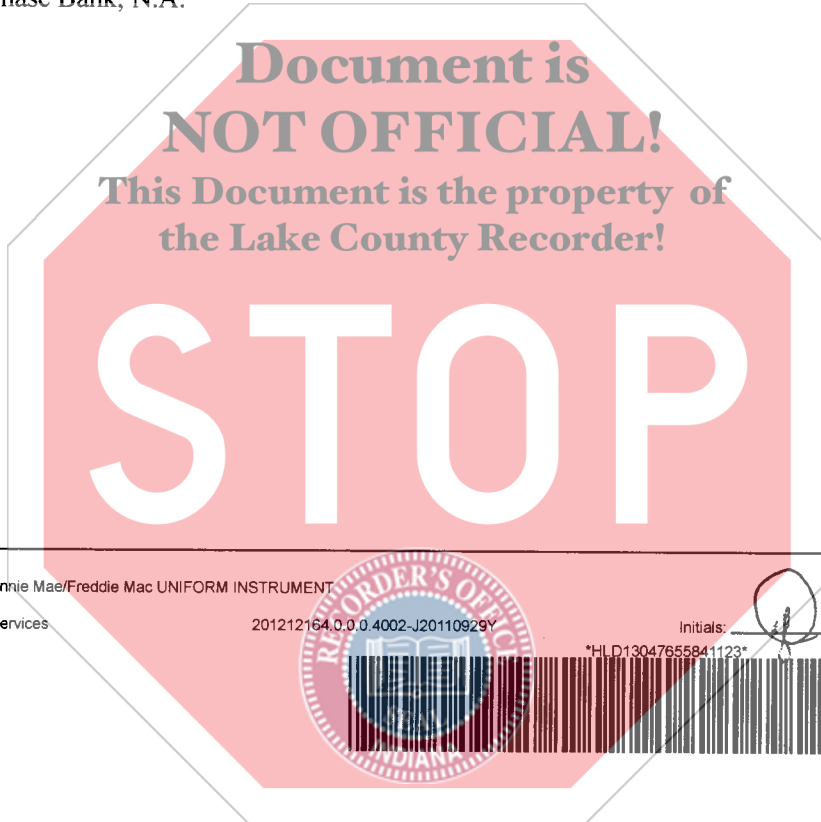 hase Bank, N.A.
Document is
NOT OFFICIAL!
This Document is the property of
the Lake County Recorder!
STOP
nnie Mae/Freddie Mac UNIFORM INSTRUMENT
ervices
201212164.0.0.0.4002-J20110929Y
Initials:
*HLD13047655841123*
RECORDER'S OFFICE
SEAL
INDIANA